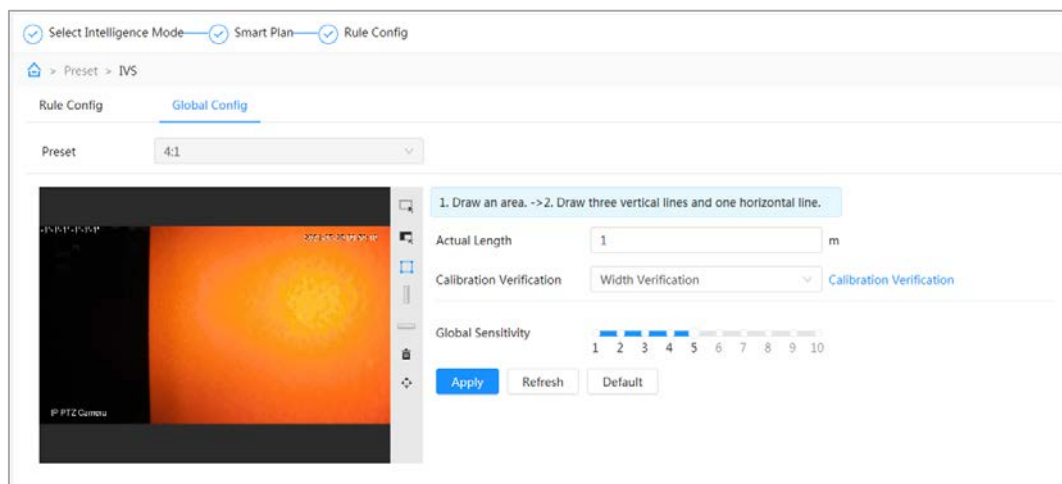 Select Intelligence Mode Smart Plan Rule Config
> Preset > IVS
Rule Config Global Config
Preset 4:1
1. Draw an area. ->2. Draw three vertical lines and one horizontal line.
Actual Length 1 m
Calibration Verification Width Verification Calibration Verification
Global Sensitivity
1 2 3 4 5 6 7 8 9 10
Apply Refresh Default
IP PTZ Camera